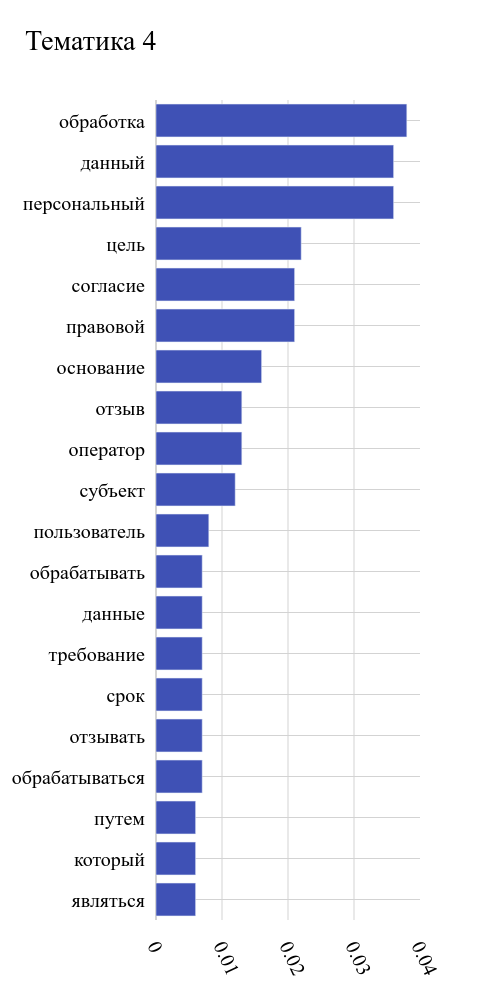 Тематика 4
обработка
данный
персональный
цель
согласие
правовой
основание
отзыв
оператор
субъект
пользователь
обрабатывать
данные
требование
срок
отзывать
обрабатываться
путем
который
являться
0
0.01
0.02
0.03
0.04